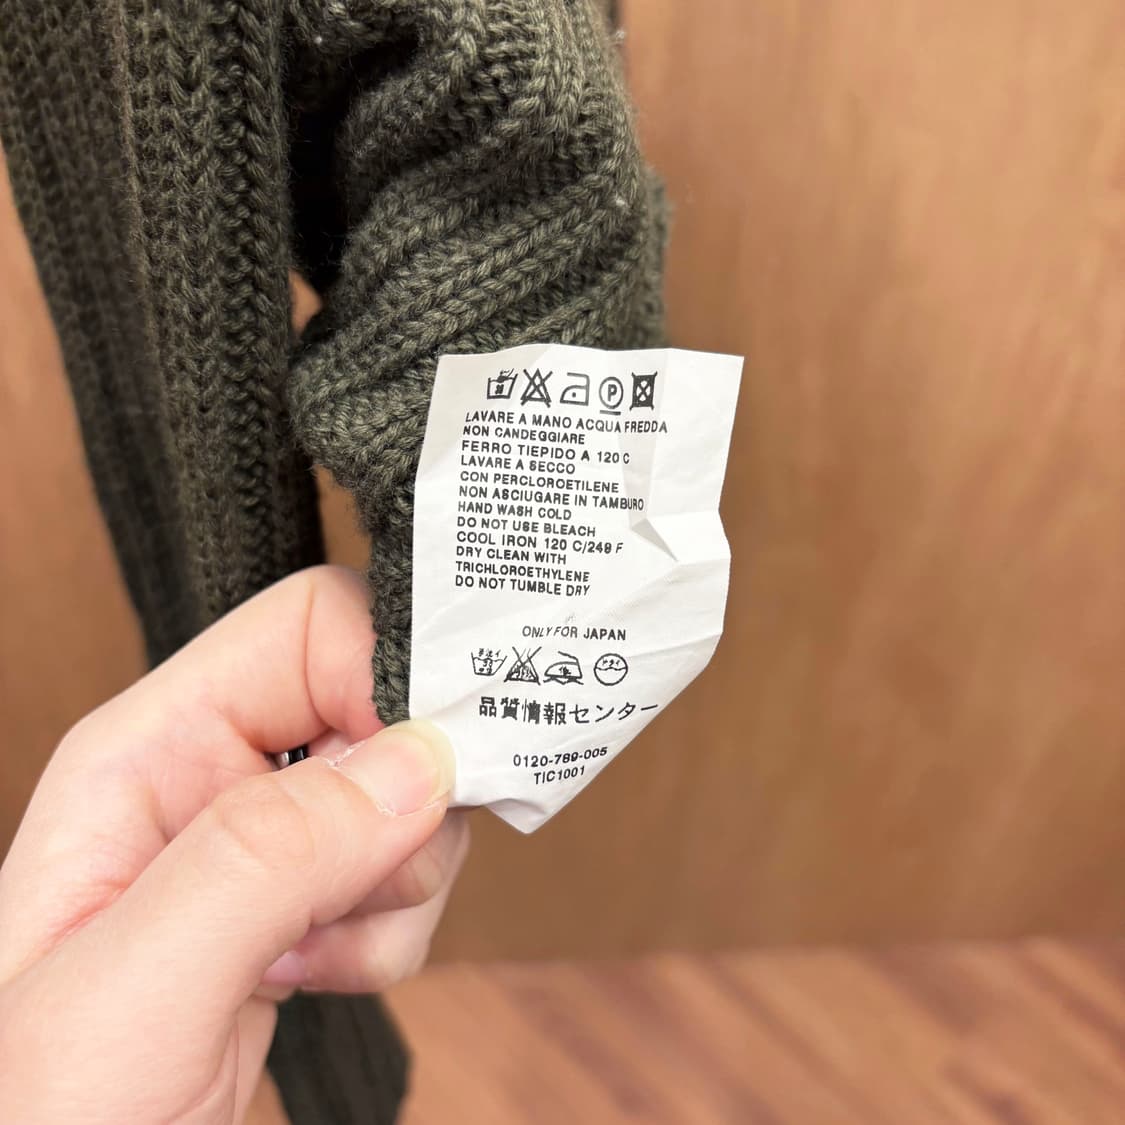 P
LAVARE A MANO ACQUA FREDDA
NON CANDEGGIARE
FERRO TIEPIDO A 120 C
LAVARE A SECCO
CON PERCLOROETILENE
NON ASCIUGARE IN TAMBURO
HAND WASH COLD
DO NOT USE BLEACH
COOL IRON 120 C/249 F
DRY CLEAN WITH
TRICHLOROETHYLENE
DO NOT TUMBLE DRY
ONLY FOR JAPAN
品質情報センター
0120-789-005
TIC1001